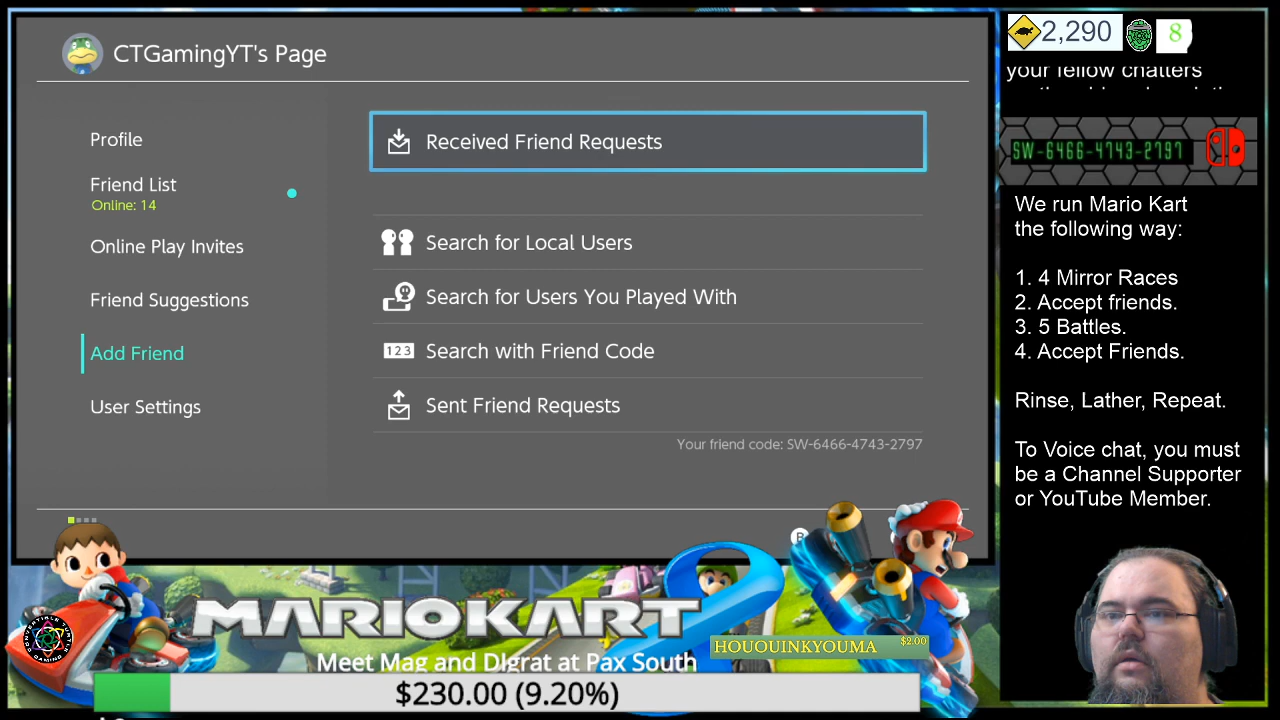 CTGamingYT's Page
Profile
Friend List
Online: 14
Online Play Invites
Friend Suggestions
Add Friend
User Settings
Received Friend Requests
Search for Local Users
Search for Users You Played With
123 Search with Friend Code
Sent Friend Requests
Your friend code: SW-6466-4743-2797
2,290
8
your fellow chatters
SW-6466-4743-2797
We run Mario Kart
the following way:
1. 4 Mirror Races
2. Accept friends.
3. 5 Battles.
4. Accept Friends.
Rinse, Lather, Repeat.
To Voice chat, you must
be a Channel Supporter
or YouTube Member.
MARIOKART 8
HOUOUINKYOUMA $2.00
Meet Mag and Digrat at Pax South
$230.00 (9.20%)